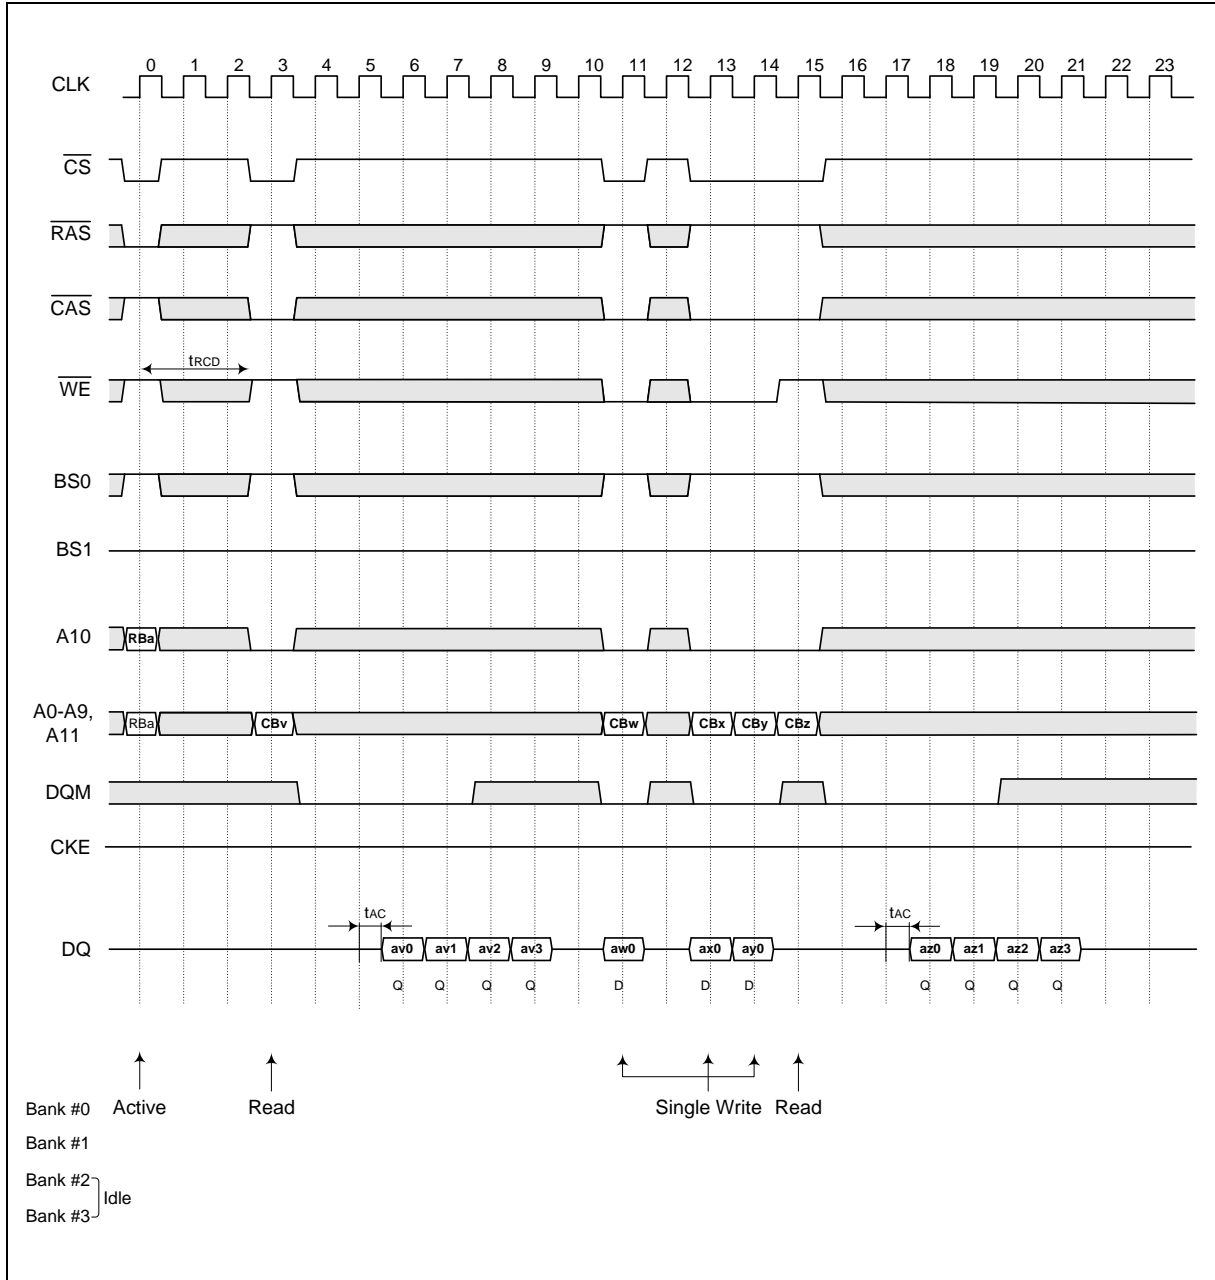 0 1 2 3 4 5 6 7 8 9 10 11 12 13 14 15 16 17 18 19 20 21 22 23
CLK
CS
RAS
CAS
tRCD
WE
BS0
BS1
A10 RBa
A0-A9,
A11
RBa CBv CBw CBx CBy CBz
DQM
CKE
tAC tAC
DQ av0 av1 av2 av3 aw0 ax0 ay0 az0 az1 az2 az3
Q Q Q Q D D D Q Q Q Q
Bank #0 Active Read Single Write Read
Bank #1
Bank #2
Idle
Bank #3